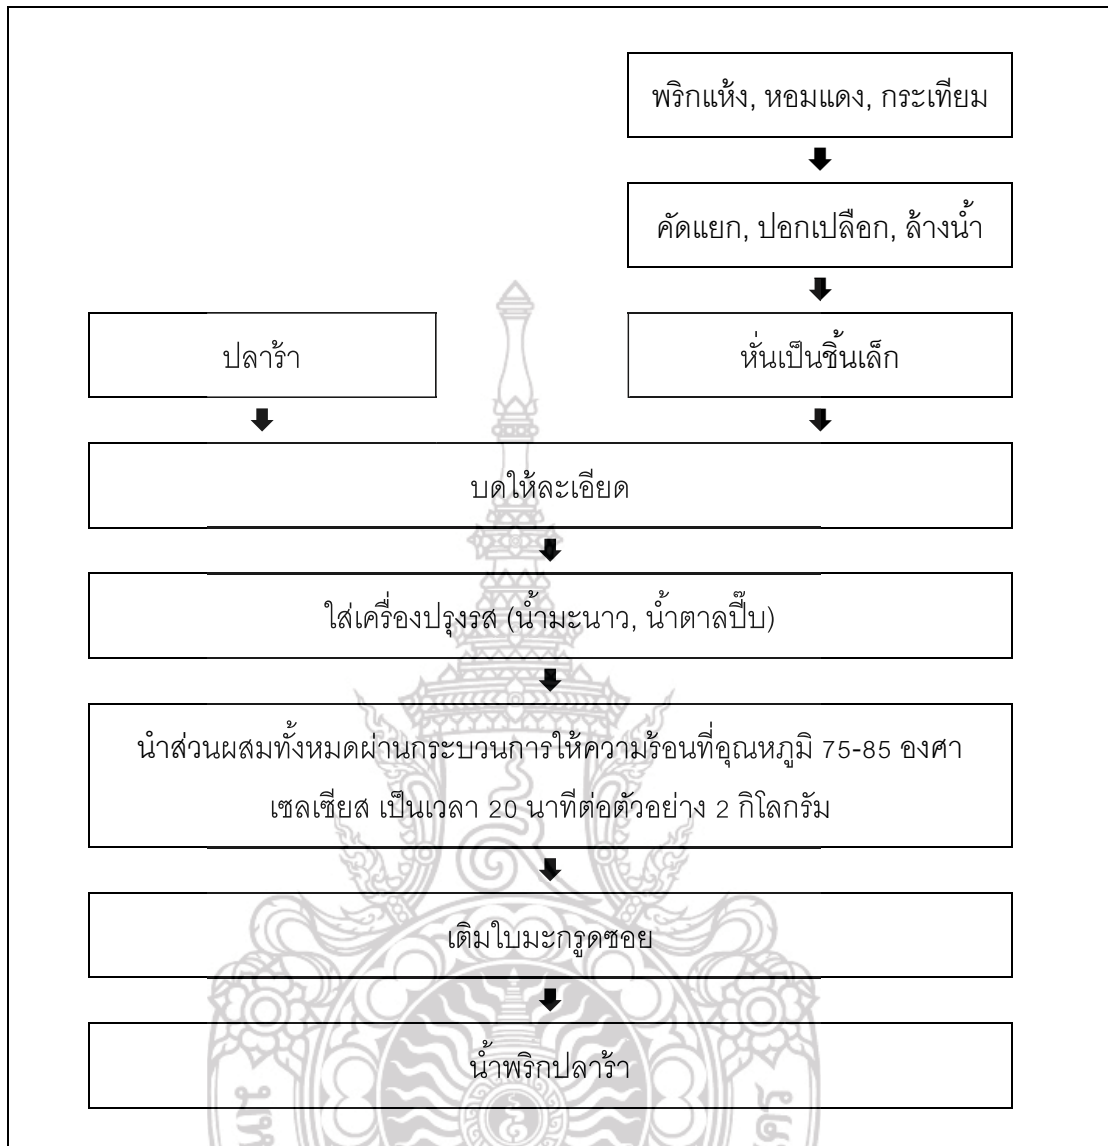 พริกแห้ง, หอมแดง, กระเทียม
คัดแยก, ปอกเปลือก, ล้างน้ำ
ปลาร้า
หั่นเป็นชิ้นเล็ก
บดให้ละเอียด
ใส่เครื่องปรุงรส (น้ำมะนาว, น้ำตาลปี๊บ)
นำส่วนผสมทั้งหมดผ่านกระบวนการให้ความร้อนที่อุณหภูมิ 75-85 องศา
เซลเซียส เป็นเวลา 20 นาทีต่อตัวอย่าง 2 กิโลกรัม
เติมใบมะกรูดซอย
น้ำพริกปลาร้า